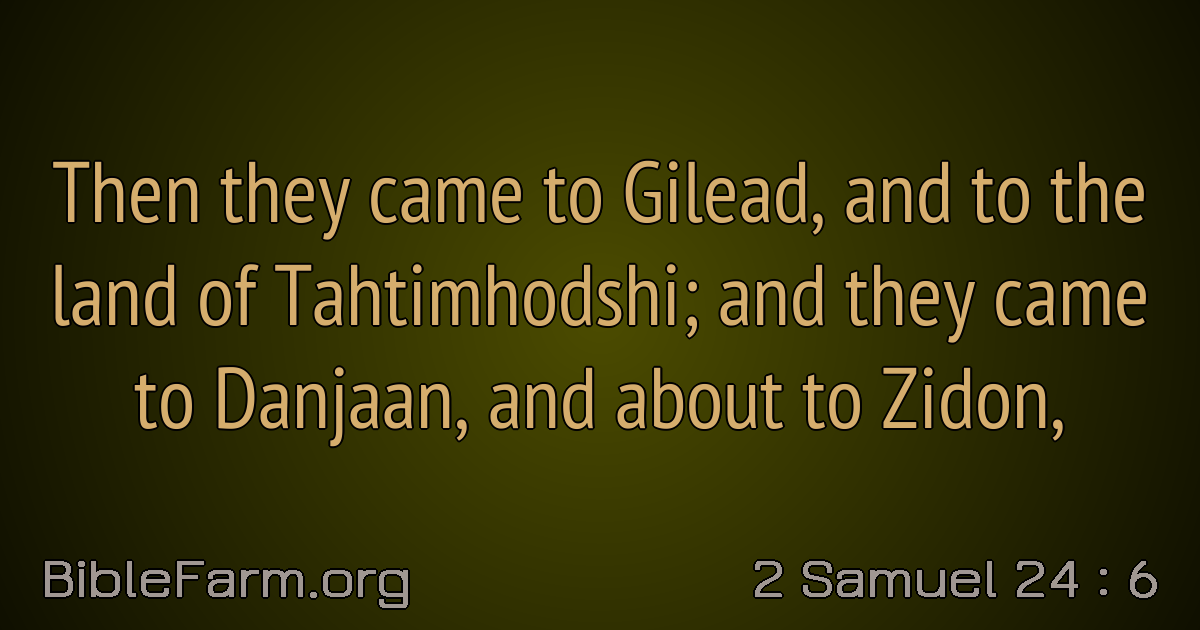 Then they came to Gilead, and to the
land of Tahtimhodshi; and they came
to Danjaan, and about to Zidon,
BibleFarm.org
2 Samuel 24 : 6